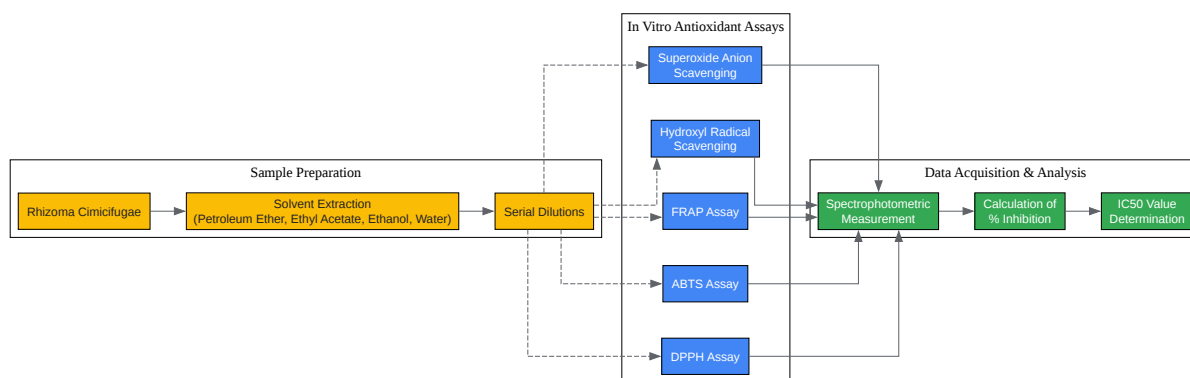 In Vitro Antioxidant Assays
Superoxide Anion
Scavenging
Hydroxyl Radical
Scavenging
Sample Preparation
Data Acquisition & Analysis
Rhizoma Cimicifugae
Solvent Extraction
(Petroleum Ether, Ethyl Acetate, Ethanol, Water)
Serial Dilutions
FRAP Assay
Spectrophotometric
Measurement
Calculation of
% Inhibition
IC50 Value
Determination
ABTS Assay
DPPH Assay